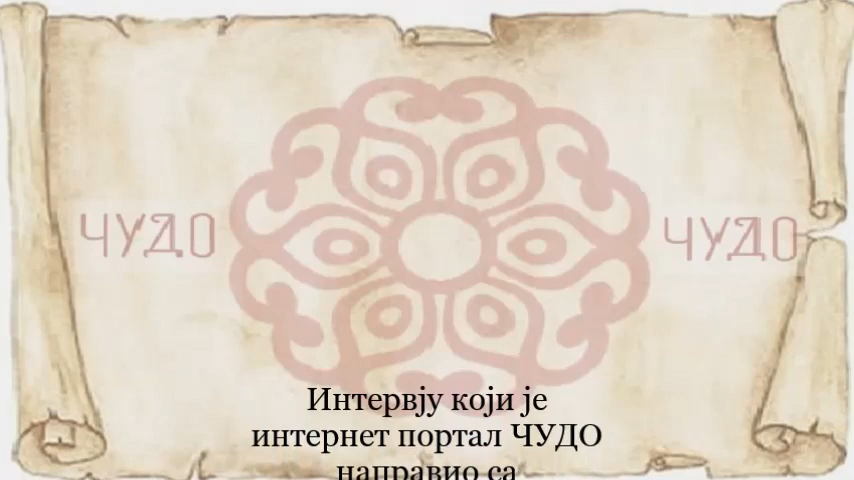 ЧУДО
ЧУДО
Интервју који је
интернет портал ЧУДО
направио са